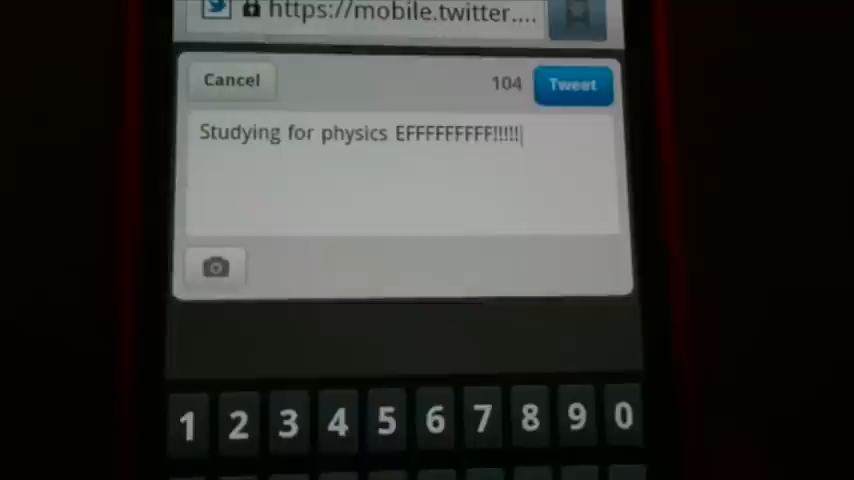 https://mobile.twitter....
Cancel 104 Tweet
Studying for physics EFFFFFFFFF!!!!!
1 2 3 4 5 6 7 8 9 0